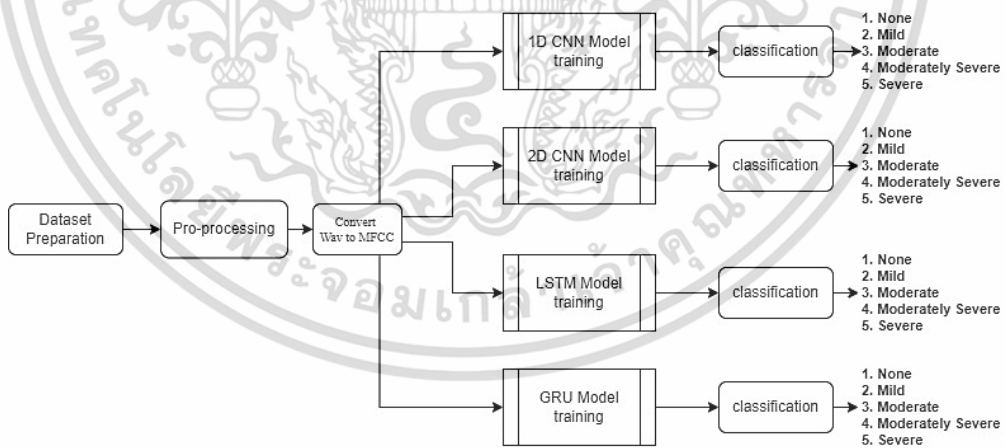 1D CNN Model
training
classification
1. None
2. Mild
3. Moderate
4. Moderately Severe
5. Severe
2D CNN Model
training
classification
1. None
2. Mild
3. Moderate
4. Moderately Severe
5. Severe
Dataset
Preparation
Pro-processing
Convert
Wav to MFCC
LSTM Model
training
classification
1. None
2. Mild
3. Moderate
4. Moderately Severe
5. Severe
GRU Model
training
classification
1. None
2. Mild
3. Moderate
4. Moderately Severe
5. Severe